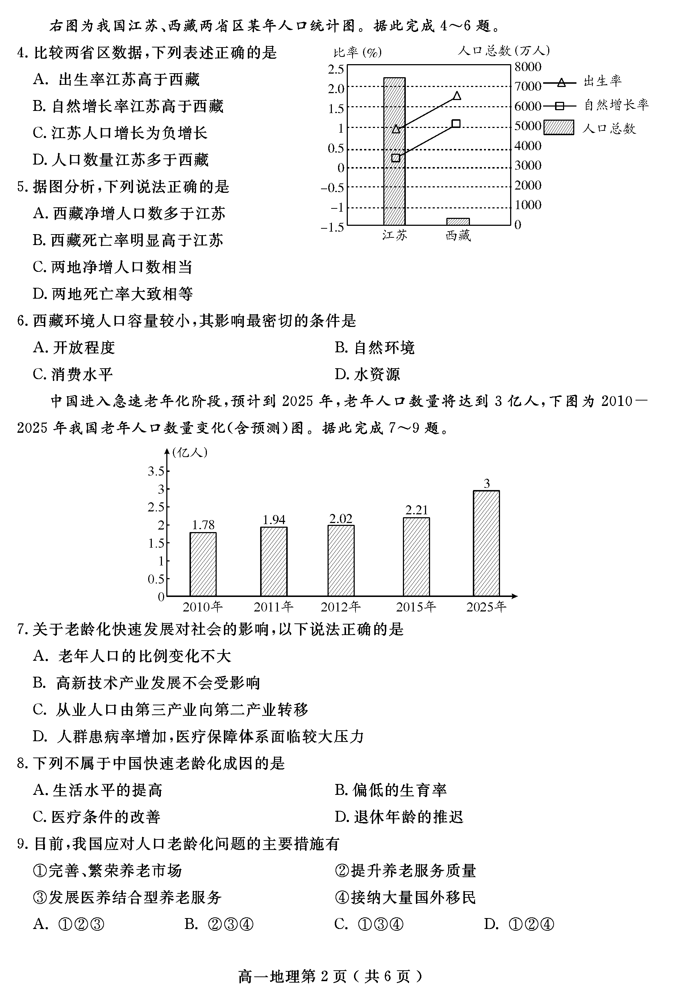 右图为我国江苏、西藏两省区某年人口统计图。据此完成 4～6 题。
4. 比较两省区数据，下列表述正确的是
A. 出生率江苏高于西藏
B. 自然增长率江苏高于西藏
C. 江苏人口增长为负增长
D. 人口数量江苏多于西藏
比率(%)
人口总数(万人)
2.5
2.0
1.5
1
0.5
0
-0.5
-1
-1.5
8000
7000
6000
5000
4000
3000
2000
1000
0
江苏
西藏
出生率
自然增长率
人口总数
5. 据图分析，下列说法正确的是
A. 西藏净增人口数多于江苏
B. 西藏死亡率明显高于江苏
C. 两地净增人口数相当
D. 两地死亡率大致相等
6. 西藏环境人口容量较小，其影响最密切的条件是
A. 开放程度 B. 自然环境
C. 消费水平 D. 水资源
中国进入急速老年化阶段，预计到 2025 年，老年人口数量将达到 3 亿人，下图为 2010－
2025 年我国老年人口数量变化(含预测)图。据此完成 7～9 题。
(亿人)
3.5
3
2.5
2
1.5
1
0.5
0
1.78
1.94
2.02
2.21
3
2010年 2011年 2012年 2015年 2025年
7. 关于老龄化快速发展对社会的影响，以下说法正确的是
A. 老年人口的比例变化不大
B. 高新技术产业发展不会受影响
C. 从业人口由第三产业向第二产业转移
D. 人群患病率增加，医疗保障体系面临较大压力
8. 下列不属于中国快速老龄化成因的是
A. 生活水平的提高 B. 偏低的生育率
C. 医疗条件的改善 D. 退休年龄的推迟
9. 目前，我国应对人口老龄化问题的主要措施有
①完善、繁荣养老市场 ②提升养老服务质量
③发展医养结合型养老服务 ④接纳大量国外移民
A. ①②③ B. ②③④ C. ①③④ D. ①②④
高一地理第 2 页（共 6 页）